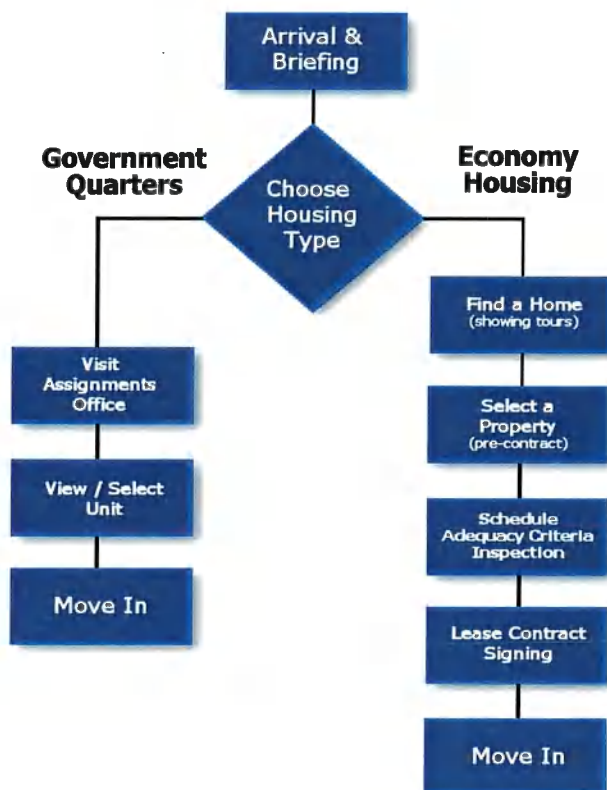 Arrival &
Briefing
Government
Quarters
Economy
Housing
Choose
Housing
Type
Visit
Assignments
Office
View / Select
Unit
Move In
Find a Home
(showing tours)
Select a
Property
(pre-contract)
Schedule
Adequacy Criteria
Inspection
Lease Contract
Signing
Move In